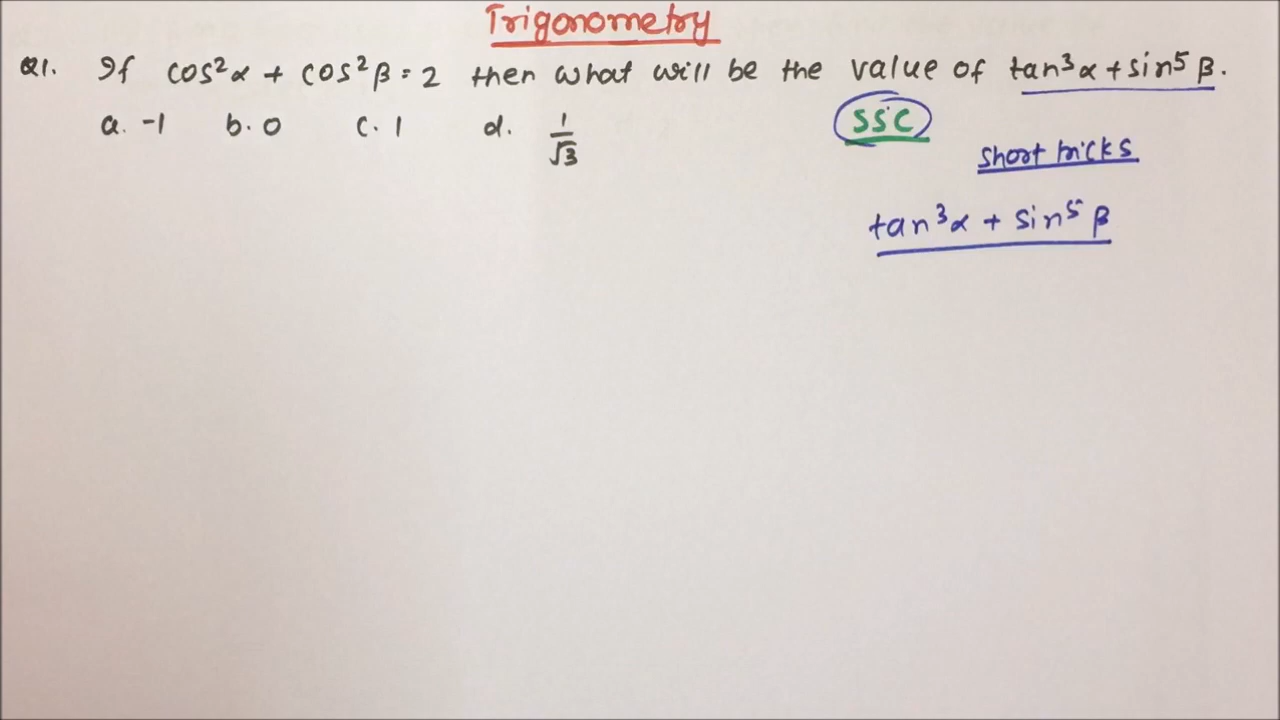 Trigonometry
Q1. If cos²α + cos²β = 2 then what will be the value of tan³α + sin⁵β.
a. -1 b. 0 c. 1 d. 1/√3
SSC
Short tricks
tan³α + sin⁵β